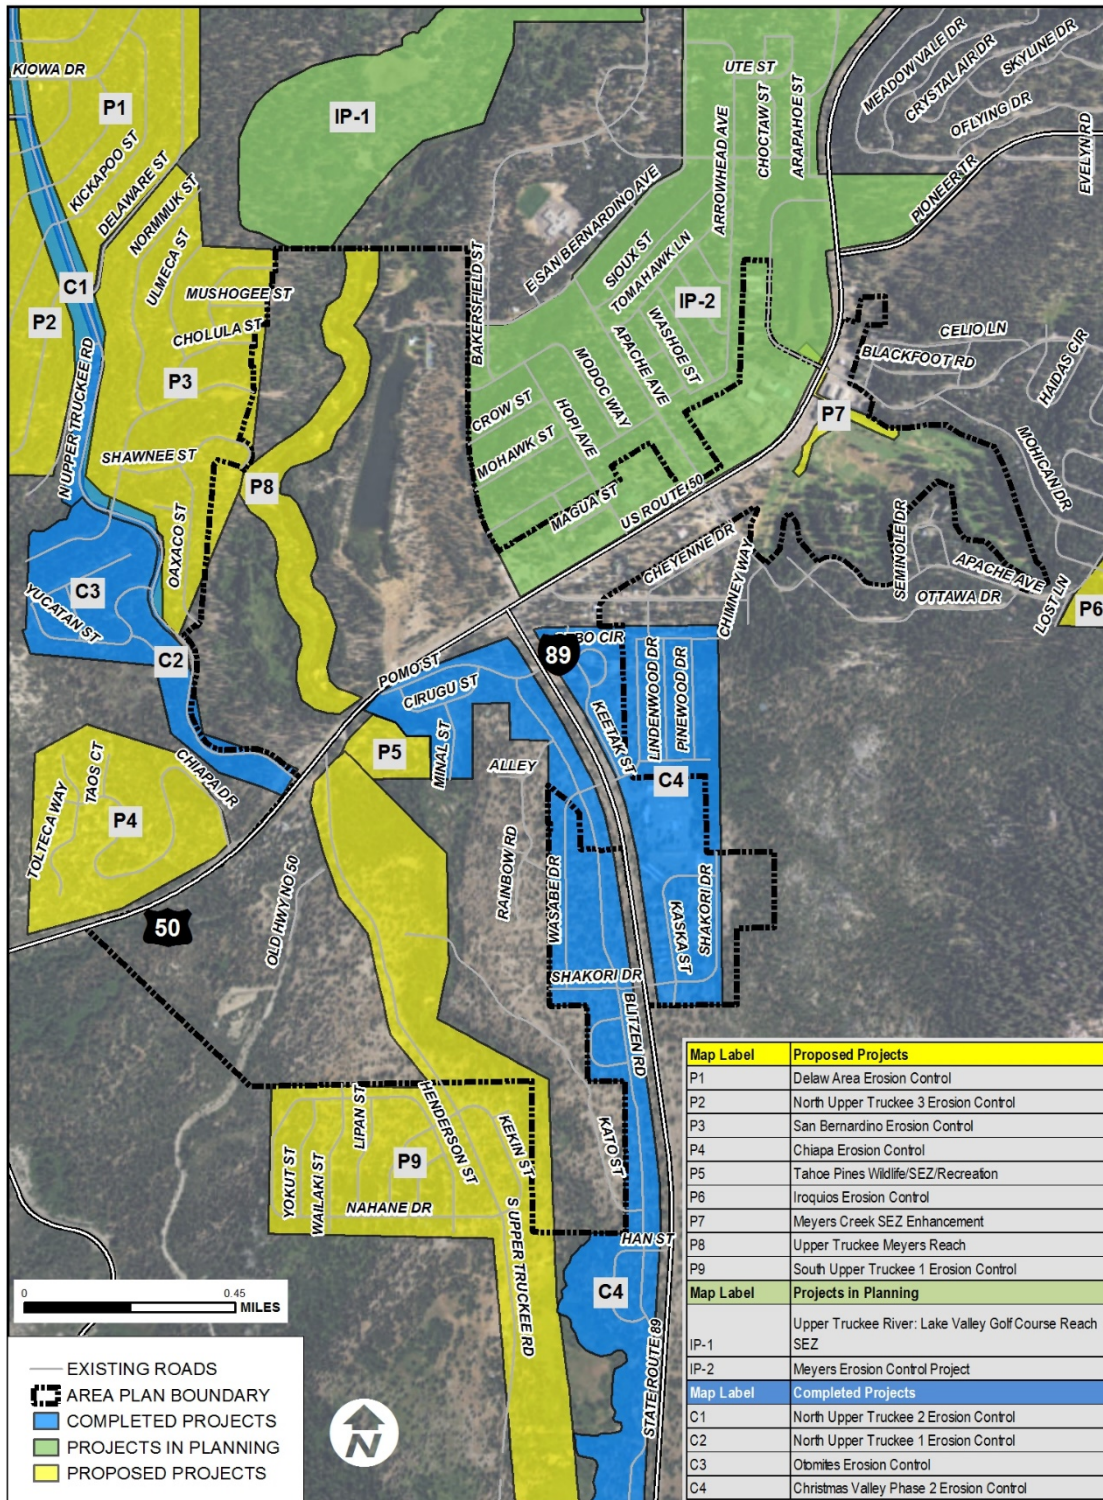 KIOWA DR
P1
KICKAPOO ST
DELAWARE ST
NORMMUK ST
ULMECA ST
MUSHOGEE ST
CHOLULA ST
C1
P2
P3
N UPPER TRUCKEE RD
SHAWNEE ST
OAXACO ST
P8
C3
YUCATAN ST
C2
CHIAPA DR
TAOS CT
TOLTECA WAY
P4
50
IP-1
UTE ST
ARROWHEAD AVE
CHOCTAW ST
ARAPAHOE ST
MEADOW VALE DR
CRYSTAL AIR DR
SKYLINE DR
OFLYING DR
EVELYN RD
PIONEER TR
E SAN BERNARDINO AVE
BAKERSFIELD ST
SIOUX ST
TOMAHAWK LN
IP-2
WASHOE ST
APACHE AVE
MODOC WAY
HOPI AVE
CROW ST
MOHAWK ST
MAGUA ST
US ROUTE 50
CELIO LN
BLACKFOOT RD
HAIDAS CIR
MOHICAN DR
P7
SEMINOLE DR
APACHE AVE
OTTAWA DR
LOST LN
P6
CHEYENNE DR
CHIMNEY WAY
89
LINDENWOOD DR
PINEWOOD DR
KEETAK ST
C4
POMO ST
CIRUGU ST
MINAL ST
P5
ALLEY
RAINBOW RD
WASABE DR
OLD HWY NO 50
KASKA ST
SHAKORI DR
SHAKORI DR
BLITZEN RD
KATO ST
HAN ST
C4
STATE ROUTE 89
YOKUT ST
WAILAKI ST
LIPAN ST
P9
NAHANE DR
HENDERSON ST
KEKIN ST
S UPPER TRUCKEE RD
0 0.45
MILES
EXISTING ROADS
AREA PLAN BOUNDARY
COMPLETED PROJECTS
PROJECTS IN PLANNING
PROPOSED PROJECTS
N
Map Label Proposed Projects
P1 Delaw Area Erosion Control
P2 North Upper Truckee 3 Erosion Control
P3 San Bernardino Erosion Control
P4 Chiapa Erosion Control
P5 Tahoe Pines Wildlife/SEZ/Recreation
P6 Iroquios Erosion Control
P7 Meyers Creek SEZ Enhancement
P8 Upper Truckee Meyers Reach
P9 South Upper Truckee 1 Erosion Control
Map Label Projects in Planning
IP-1 Upper Truckee River: Lake Valley Golf Course Reach
SEZ
IP-2 Meyers Erosion Control Project
Map Label Completed Projects
C1 North Upper Truckee 2 Erosion Control
C2 North Upper Truckee 1 Erosion Control
C3 Otomites Erosion Control
C4 Christmas Valley Phase 2 Erosion Control